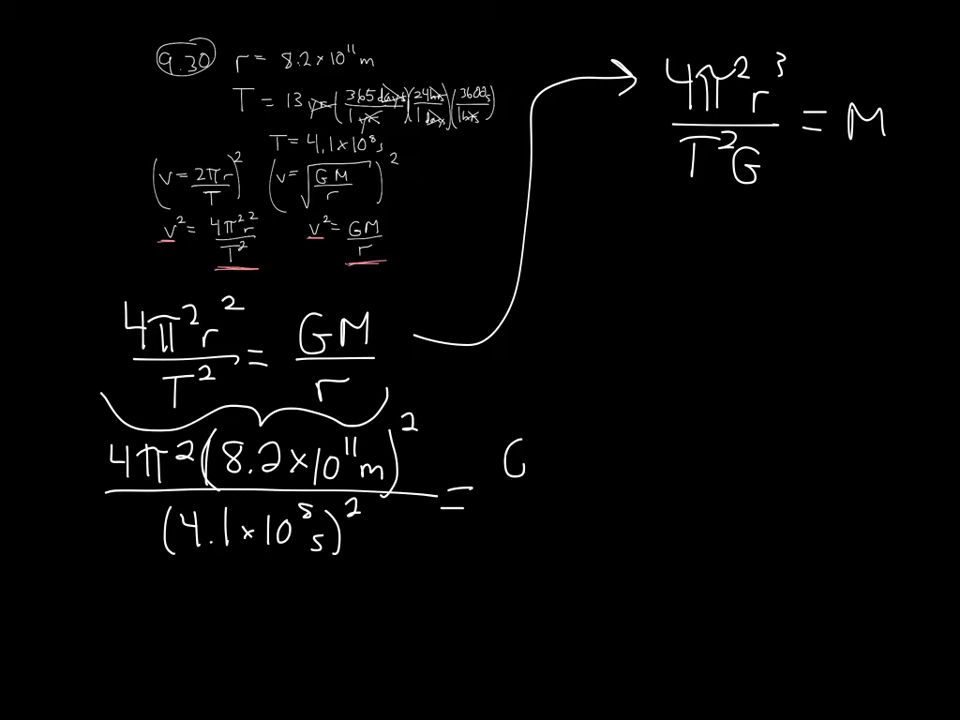 9.30 r = 8.2×10¹¹ m
T = 13 yr (365 days / 1 yr)(24 hrs / 1 day)(3600 s / 1 hr)
T = 4.1×10⁸ s
(v = 2πr / T)² (v = √(GM / r))²
v² = 4π²r² / T² v² = GM / r
4π²r² / T² = GM / r
4π²(8.2×10¹¹ m)² / (4.1×10⁸ s)² = G
4π²r³ / T²G = M